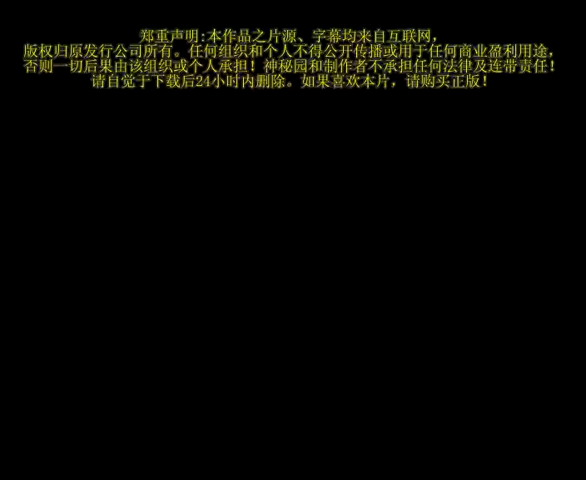 郑重声明:本作品之片源、字幕均来自互联网，
版权归原发行公司所有。任何组织和个人不得公开传播或用于任何商业盈利用途，
否则一切后果由该组织或个人承担！神秘园和制作者不承担任何法律及连带责任！
请自觉于下载后24小时内删除。如果喜欢本片，请购买正版！